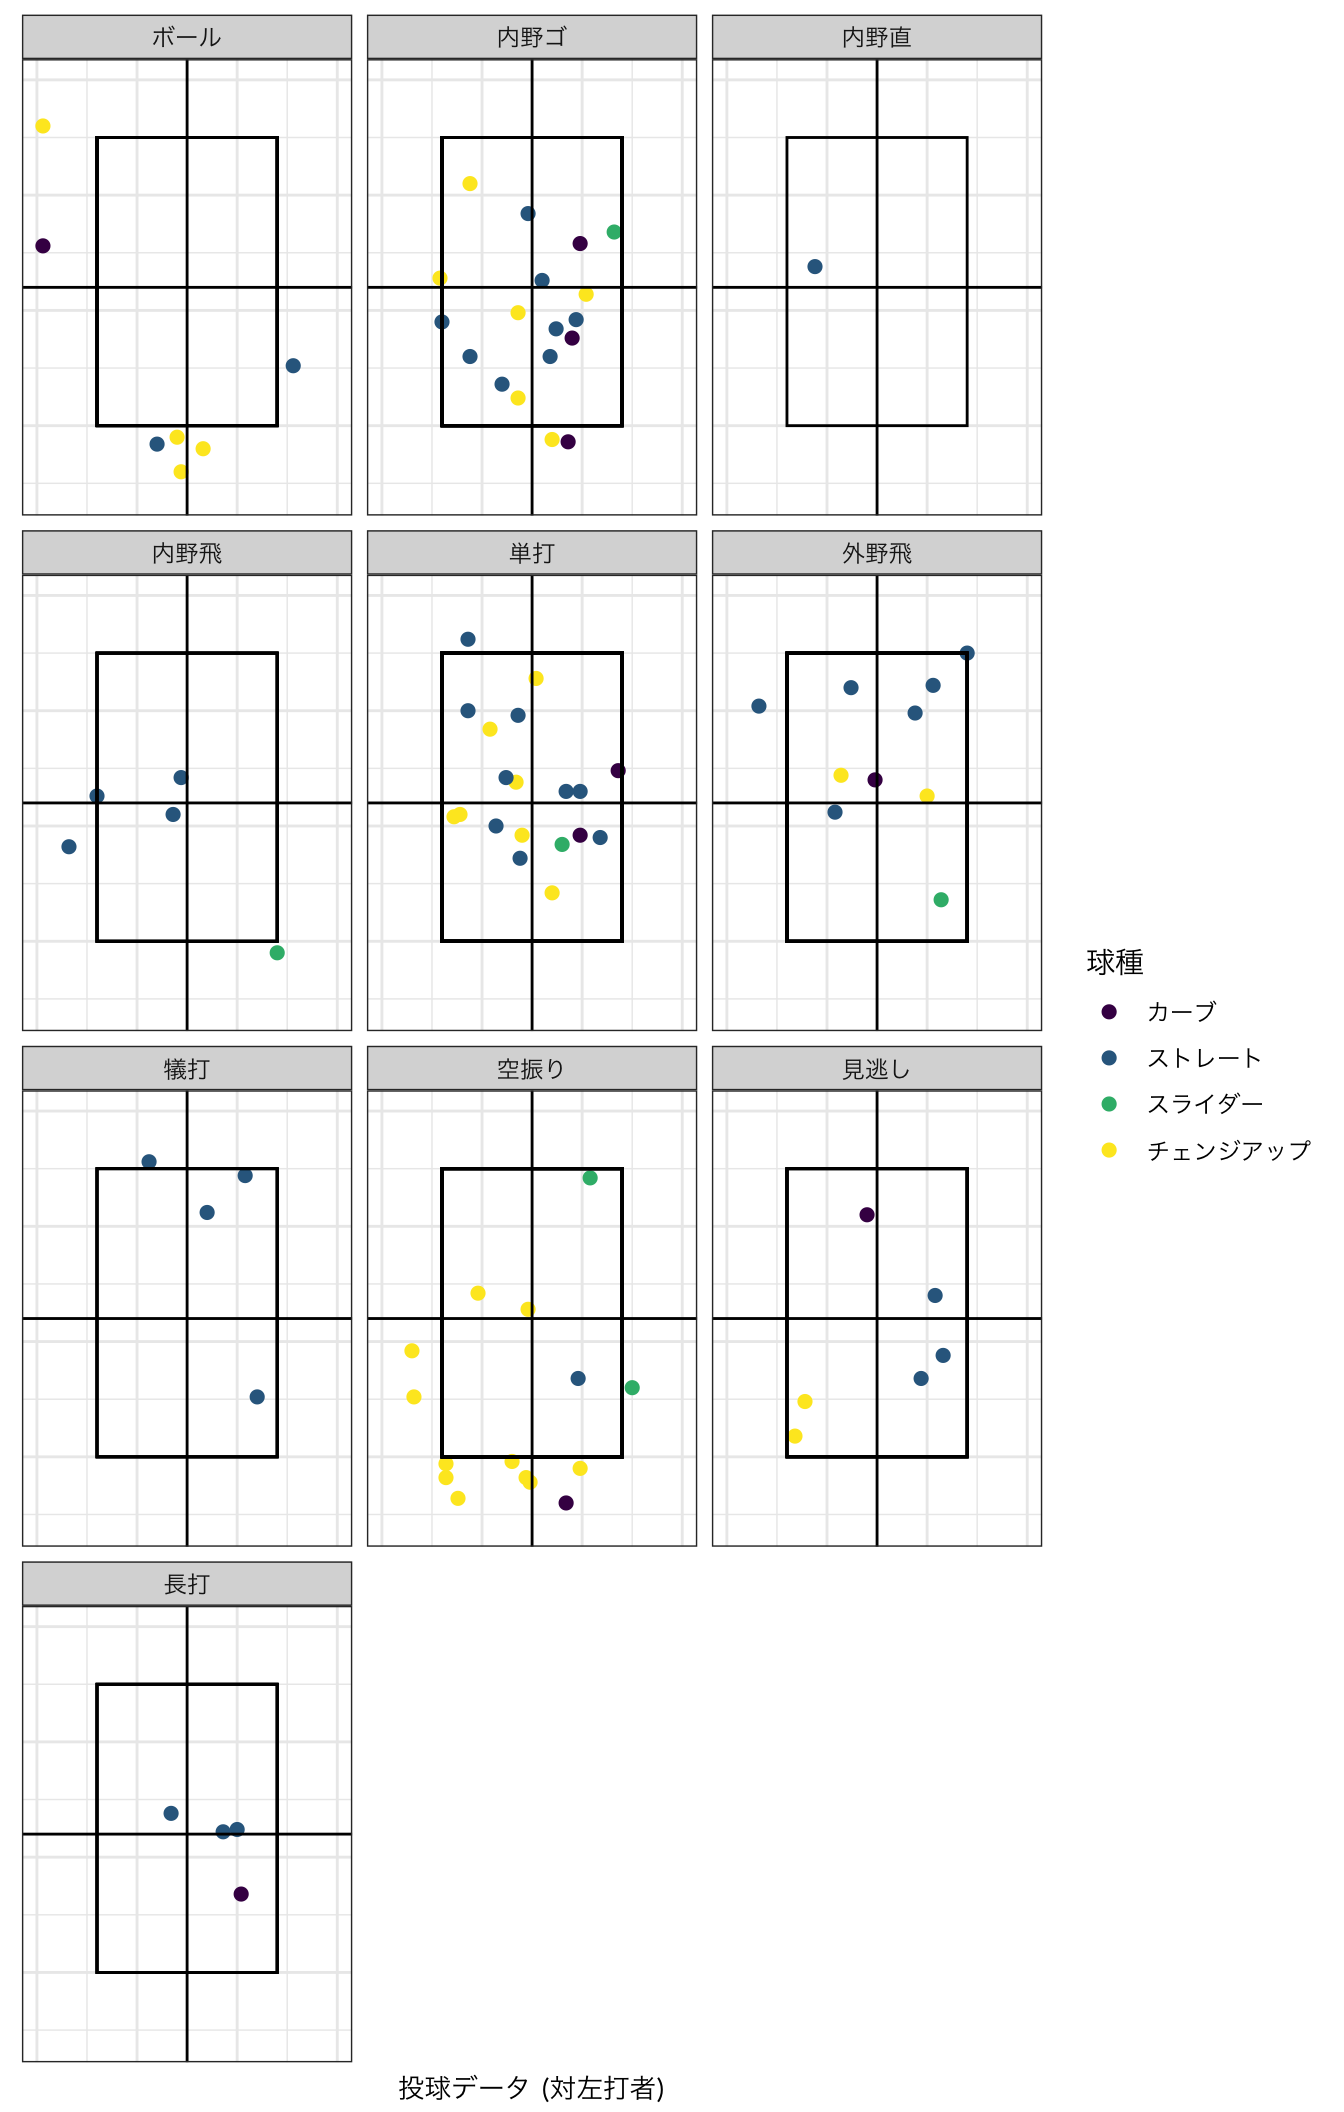 ボール
内野ゴ
内野直
内野飛
単打
外野飛
犠打
空振り
見逃し
長打
球種
カーブ
ストレート
スライダー
チェンジアップ
投球データ (対左打者)